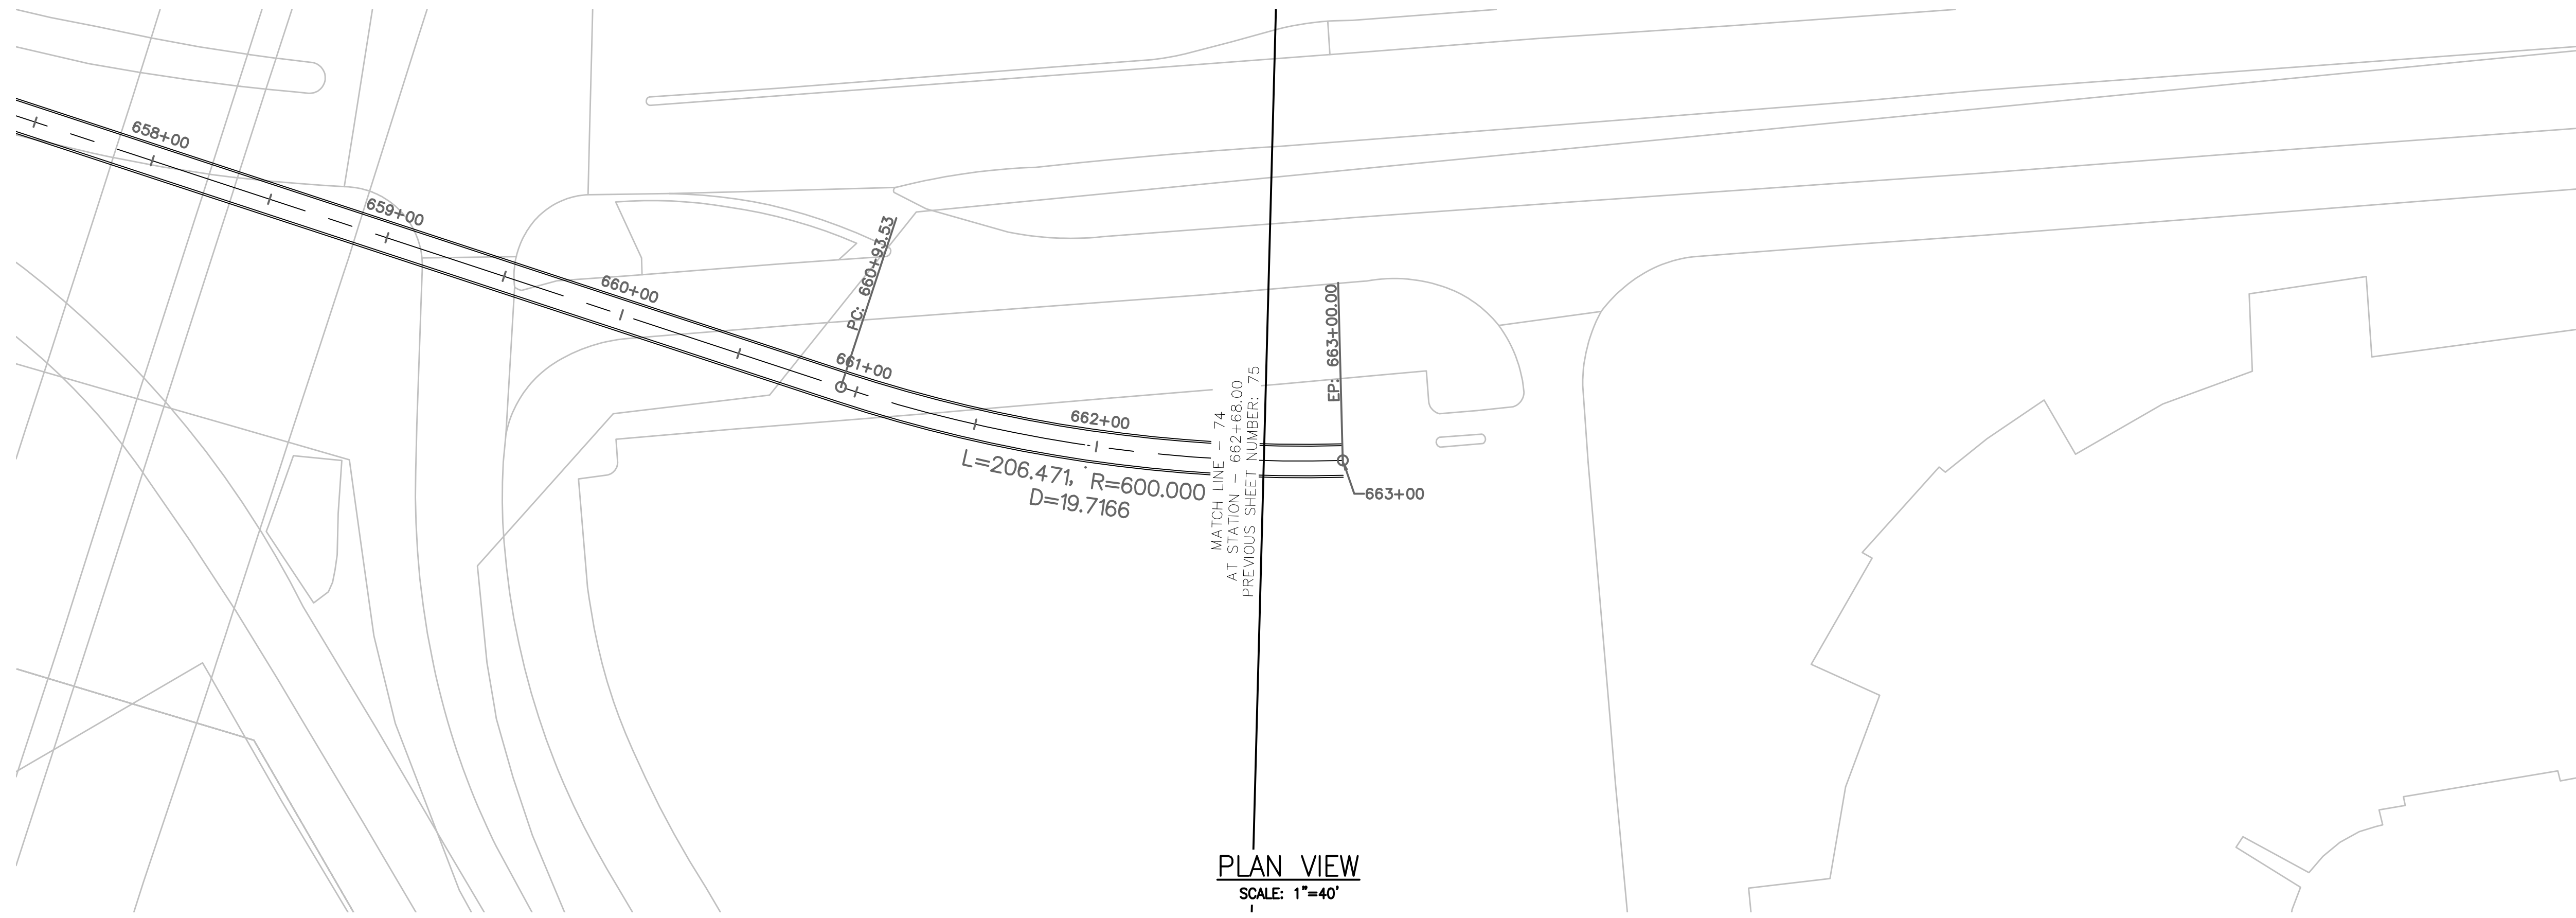 658+00
659+00
660+00
PC: 660+93.53
661+00
662+00
L=206.471, R=600.000
D=19.7166
MATCH LINE - 74
AT STATION - 662+68.00
PREVIOUS SHEET NUMBER: 75
EP: 663+00.00
663+00
PLAN VIEW
SCALE: 1"=40'